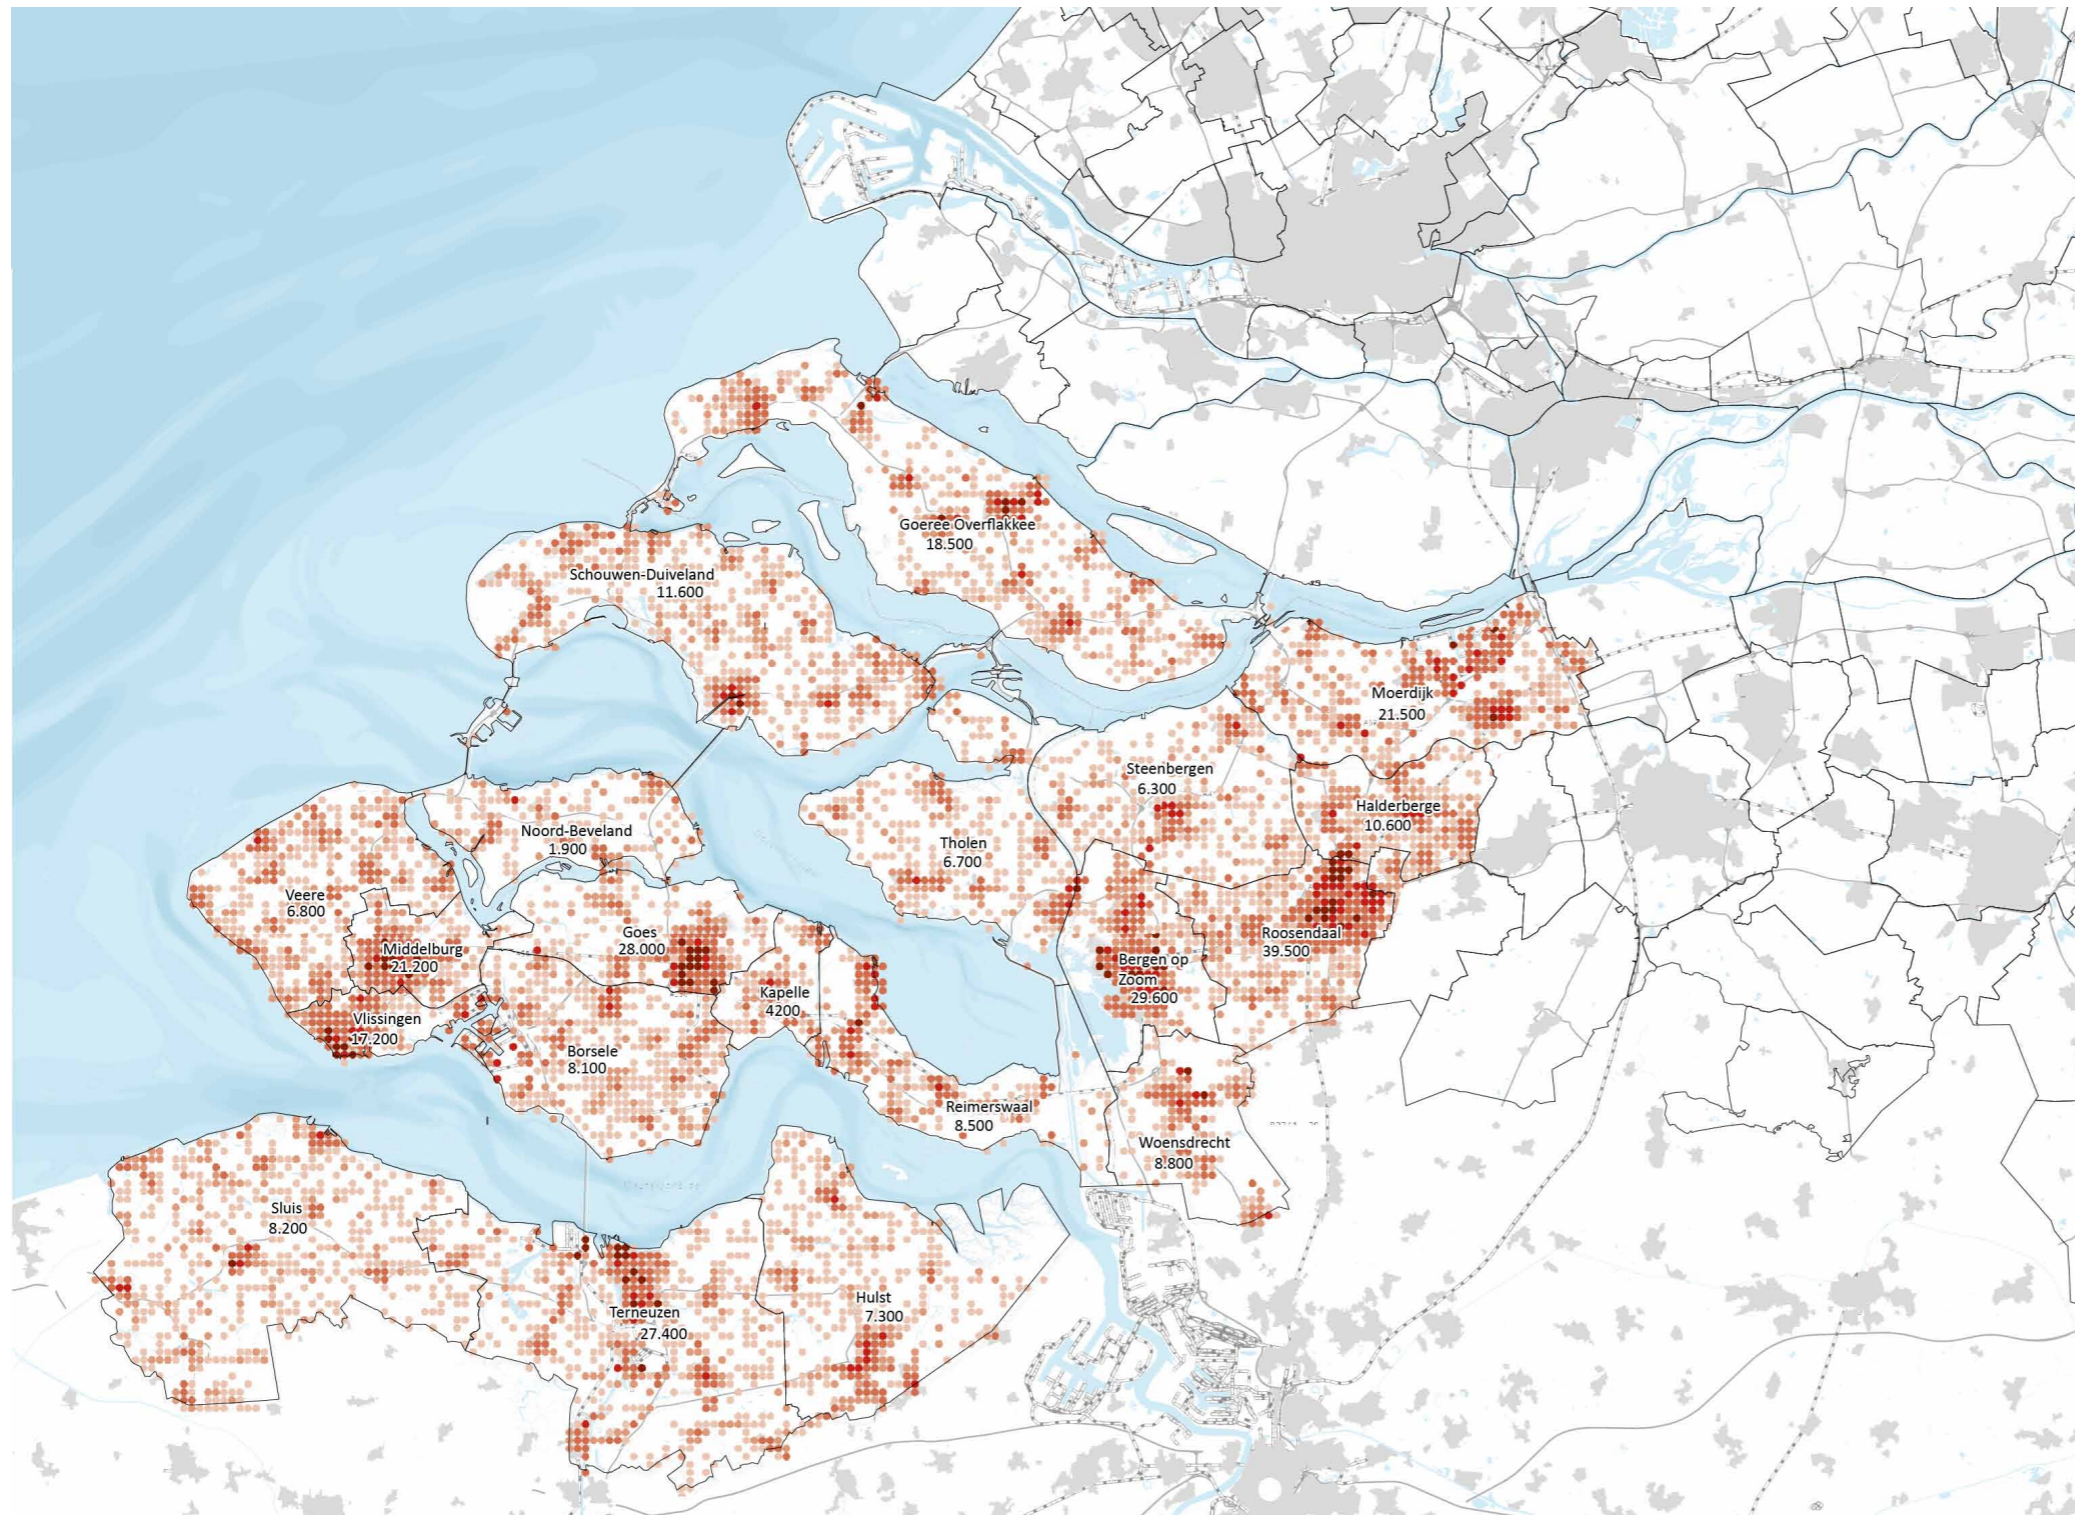 Goeree Overflakkee
18.500
Schouwen-Duiveland
11.600
Moerdijk
21.500
Steenbergen
6.300
Halderberge
10.600
Noord-Beveland
1.900
Tholen
6.700
Veere
6.800
Goes
28.000
Middelburg
21.200
Roosendaal
39.500
Bergen op
Zoom
29.600
Kapelle
4200
Vlissingen
17.200
Borsele
8.100
Reimerswaal
8.500
Woensdrecht
8.800
Sluis
8.200
Terneuzen
27.400
Hulst
7.300